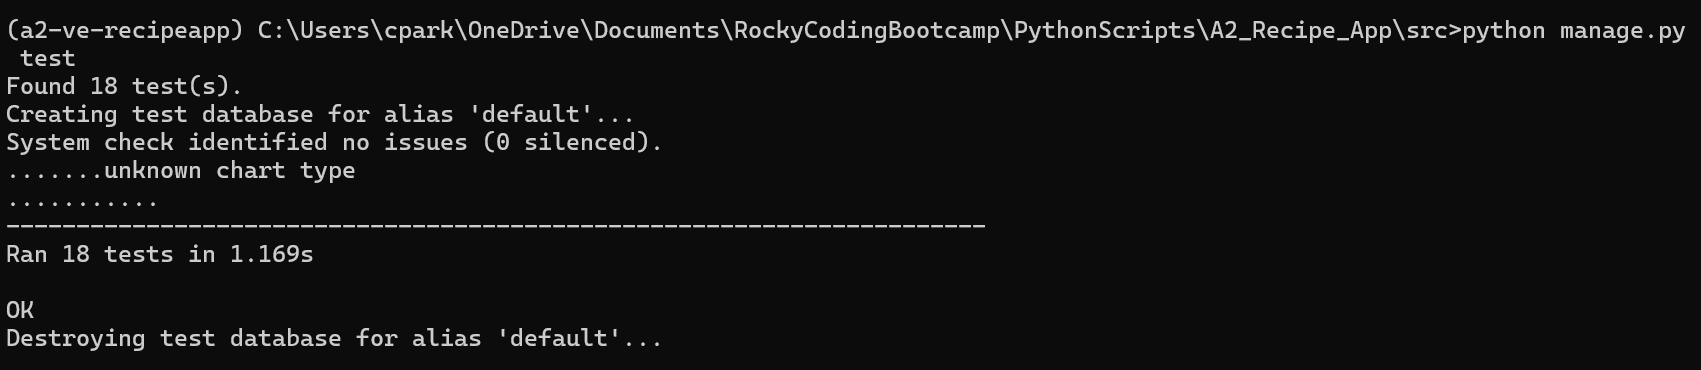 (a2-ve-recipeapp) C:\Users\cpark\OneDrive\Documents\RockyCodingBootcamp\PythonScripts\A2_Recipe_App\src>python manage.py
 test
Found 18 test(s).
Creating test database for alias 'default'...
System check identified no issues (0 silenced).
.......unknown chart type
...........
----------------------------------------------------------------------
Ran 18 tests in 1.169s

OK
Destroying test database for alias 'default'...